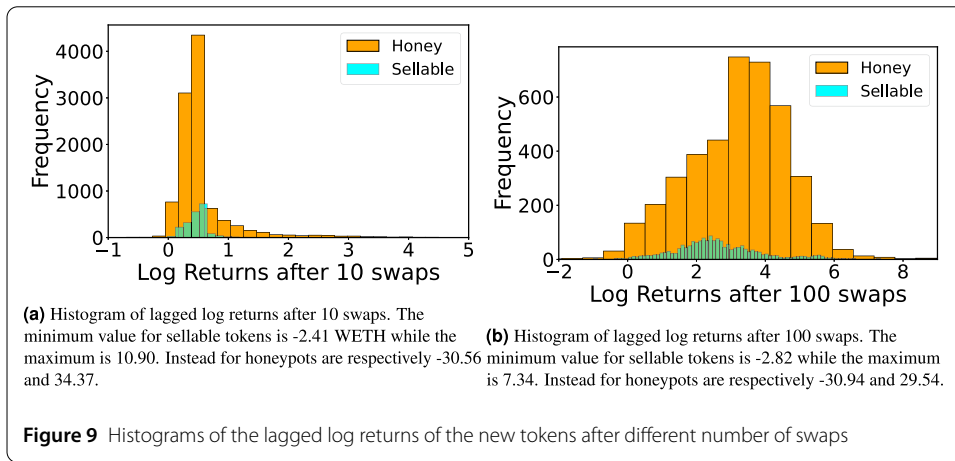 4000
3000
2000
1000
0
Frequency
Honey
Sellable
−1 0 1 2 3 4 5
Log Returns after 10 swaps
600
400
200
0
Frequency
Honey
Sellable
−2 0 2 4 6 8
Log Returns after 100 swaps
(a) Histogram of lagged log returns after 10 swaps. The
minimum value for sellable tokens is -2.41 WETH while the
maximum is 10.90. Instead for honeypots are respectively -30.56
and 34.37.
(b) Histogram of lagged log returns after 100 swaps. The
minimum value for sellable tokens is -2.82 while the maximum
is 7.34. Instead for honeypots are respectively -30.94 and 29.54.
Figure 9 Histograms of the lagged log returns of the new tokens after different number of swaps